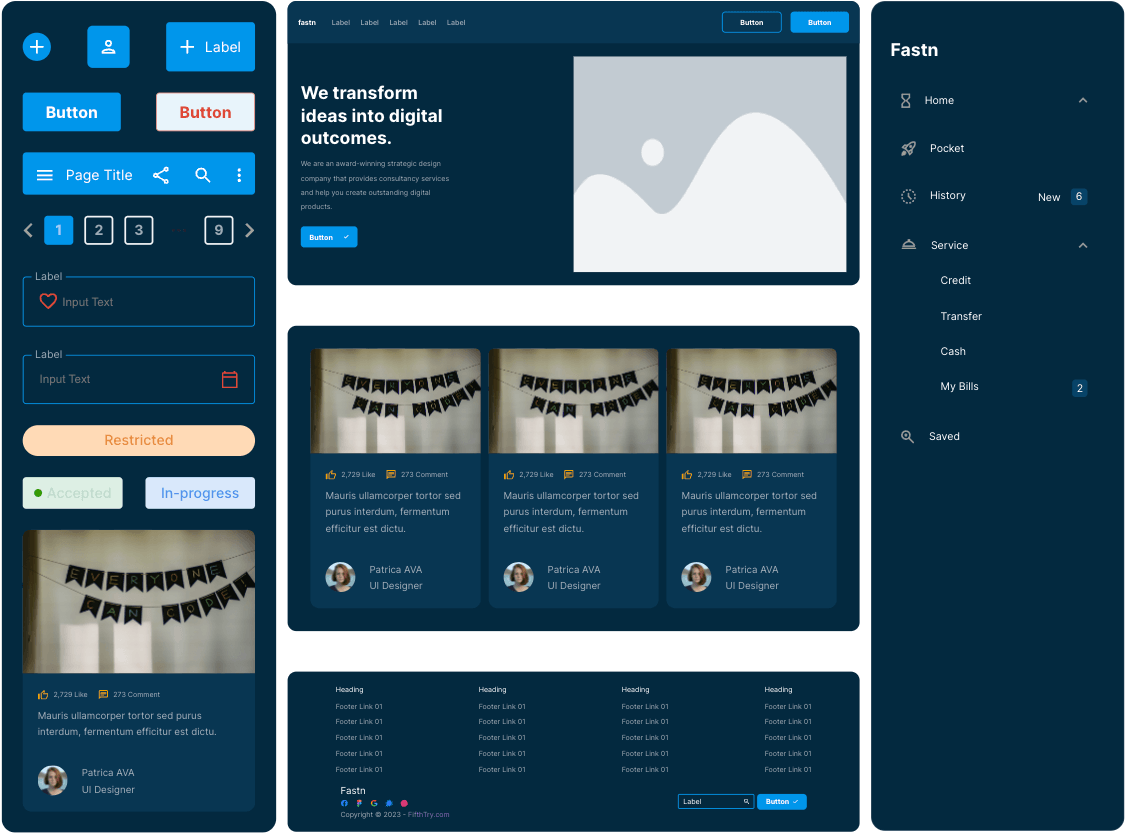 Label
Button
Button
Page Title
1
2
3
9
Label
Input Text
Label
Input Text
Restricted
Accepted
In-progress
EVERYONE
CAN CODE!
2,729 Like 273 Comment
Mauris ullamcorper tortor sed purus
interdum, fermentum efficitur est dictu.
Patrica AVA
UI Designer
fastn Label Label Label Label Label Button Button
We transform
ideas into digital
outcomes.
We are an award-winning strategic design
company that provides consultancy services
and help you create outstanding digital
products.
Button
EVERYONE
CAN CODE!
2,729 Like 273 Comment
Mauris ullamcorper tortor sed
purus interdum, fermentum
efficitur est dictu.
Patrica AVA
UI Designer
EVERYONE
CAN CODE!
2,729 Like 273 Comment
Mauris ullamcorper tortor sed
purus interdum, fermentum
efficitur est dictu.
Patrica AVA
UI Designer
EVERYONE
CAN CODE!
2,729 Like 273 Comment
Mauris ullamcorper tortor sed
purus interdum, fermentum
efficitur est dictu.
Patrica AVA
UI Designer
Heading
Footer Link 01
Footer Link 01
Footer Link 01
Footer Link 01
Footer Link 01
Heading
Footer Link 01
Footer Link 01
Footer Link 01
Footer Link 01
Footer Link 01
Heading
Footer Link 01
Footer Link 01
Footer Link 01
Footer Link 01
Footer Link 01
Heading
Footer Link 01
Footer Link 01
Footer Link 01
Footer Link 01
Footer Link 01
Fastn
Copyright © 2023 - FifthTry.com
Label
Button
Fastn
Home
Pocket
History New 6
Service
Credit
Transfer
Cash
My Bills 2
Saved